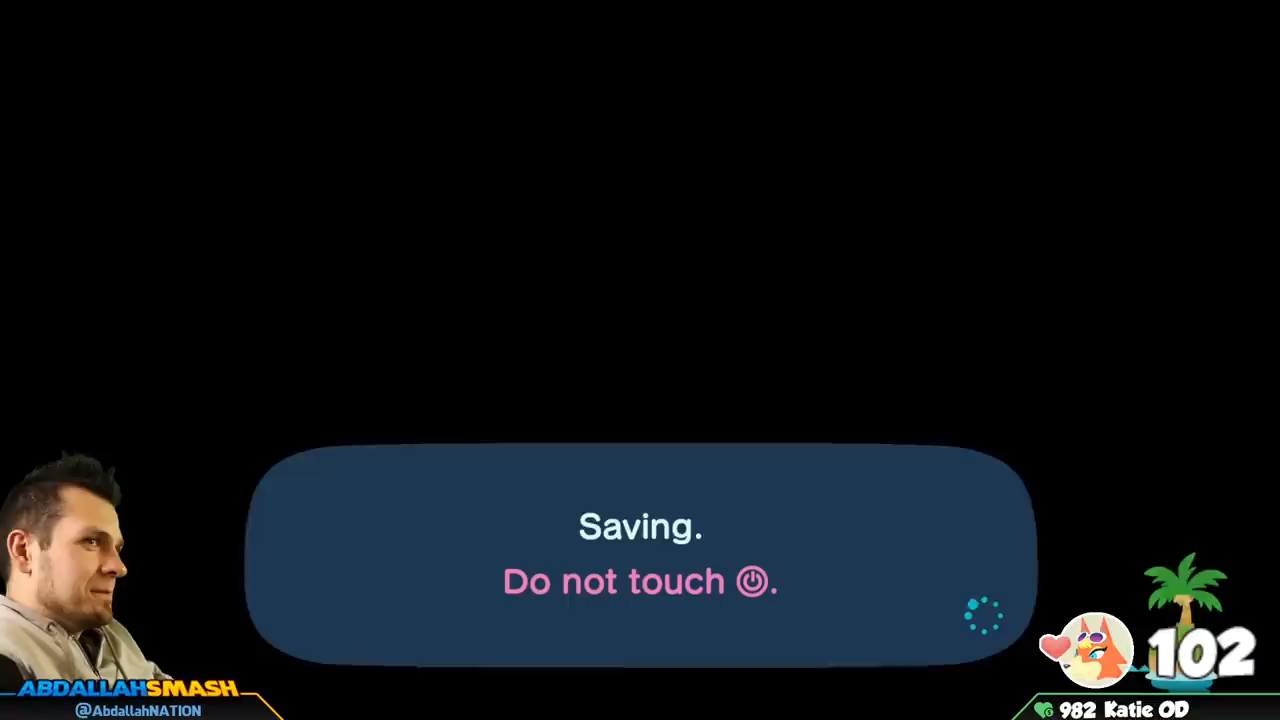 Saving.
Do not touch ⏻.
ABDALLAHSMASH
@AbdallahNATION
102
982 Katie OD